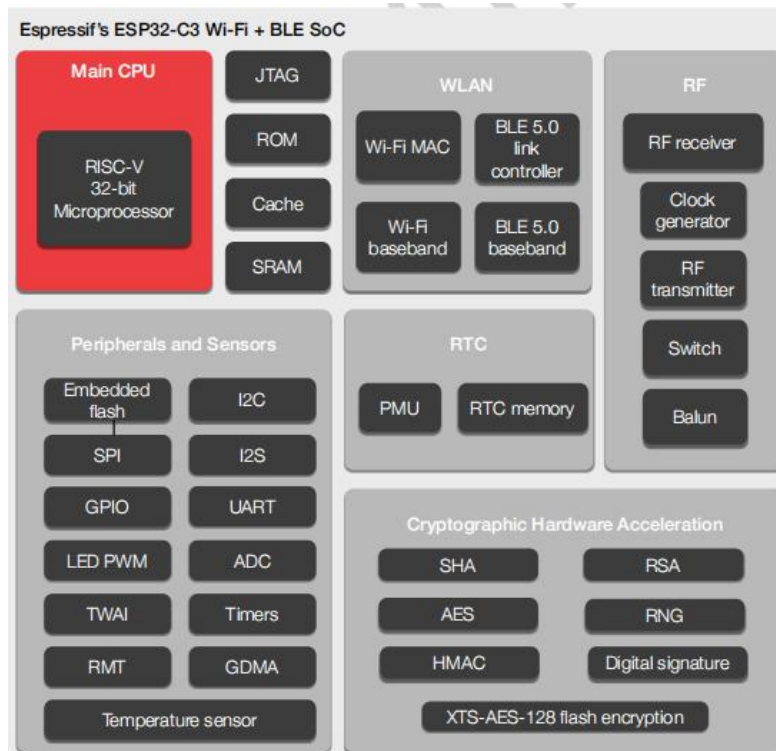 Espressif's ESP32-C3 Wi-Fi + BLE SoC
Main CPU
RISC-V
32-bit
Microprocessor
JTAG
ROM
Cache
SRAM
WLAN
Wi-Fi MAC
BLE 5.0
link
controller
Wi-Fi
baseband
BLE 5.0
baseband
RF
RF receiver
Clock
generator
RF
transmitter
Switch
Balun
Peripherals and Sensors
Embedded
flash
I2C
SPI
I2S
GPIO
UART
LED PWM
ADC
TWAI
Timers
RMT
GDMA
Temperature sensor
RTC
PMU
RTC memory
Cryptographic Hardware Acceleration
SHA
RSA
AES
RNG
HMAC
Digital signature
XTS-AES-128 flash encryption